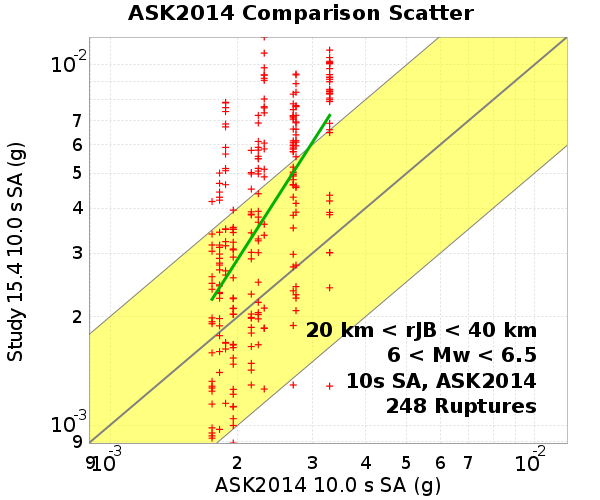 ASK2014 Comparison Scatter
Study 15.4 10.0 s SA (g)
10-2
7
6
5
4
3
2
10-3
9
20 km < rJB < 40 km
6 < Mw < 6.5
10s SA, ASK2014
248 Ruptures
9 10-3 2 3 4 5 6 7 10-2
ASK2014 10.0 s SA (g)